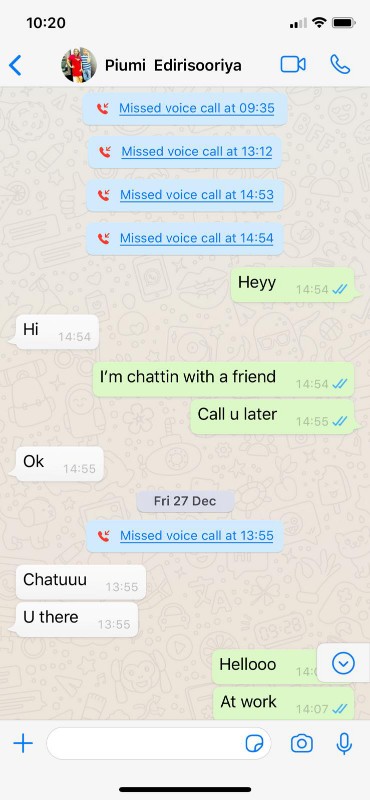 10:20
Piumi Edirisooriya
Missed voice call at 09:35
Missed voice call at 13:12
Missed voice call at 14:53
Missed voice call at 14:54
Heyy 14:54
Hi 14:54
I'm chattin with a friend 14:54
Call u later 14:55
Ok 14:55
Fri 27 Dec
Missed voice call at 13:55
Chatuuu 13:55
U there 13:55
Hellooo
At work 14:07